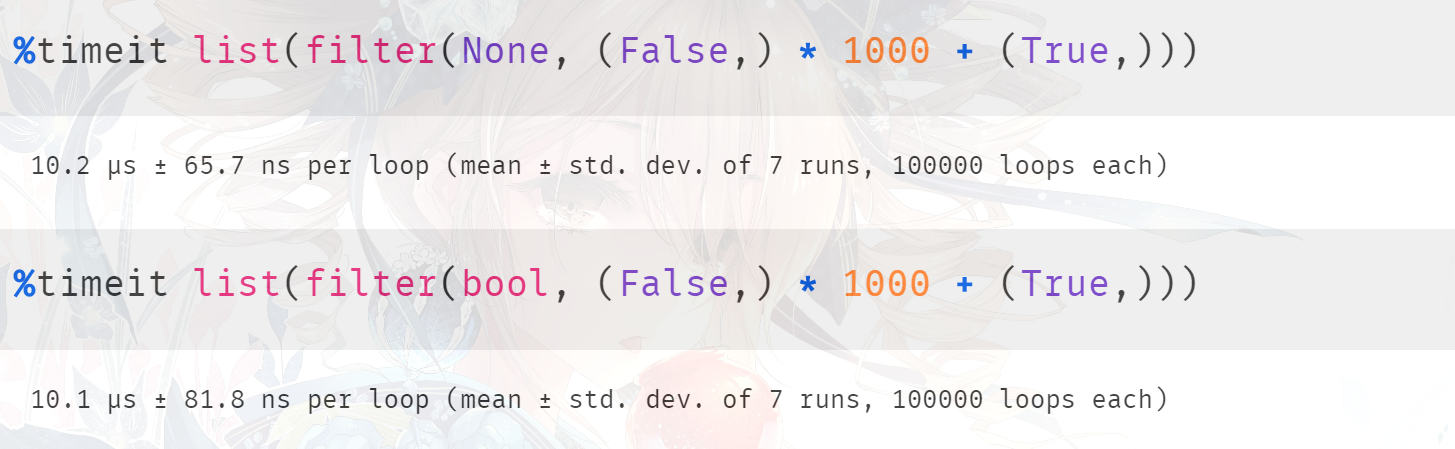 %timeit list(filter(None, (False,) * 1000 + (True,)))
10.2 µs ± 65.7 ns per loop (mean ± std. dev. of 7 runs, 100000 loops each)
%timeit list(filter(bool, (False,) * 1000 + (True,)))
10.1 µs ± 81.8 ns per loop (mean ± std. dev. of 7 runs, 100000 loops each)